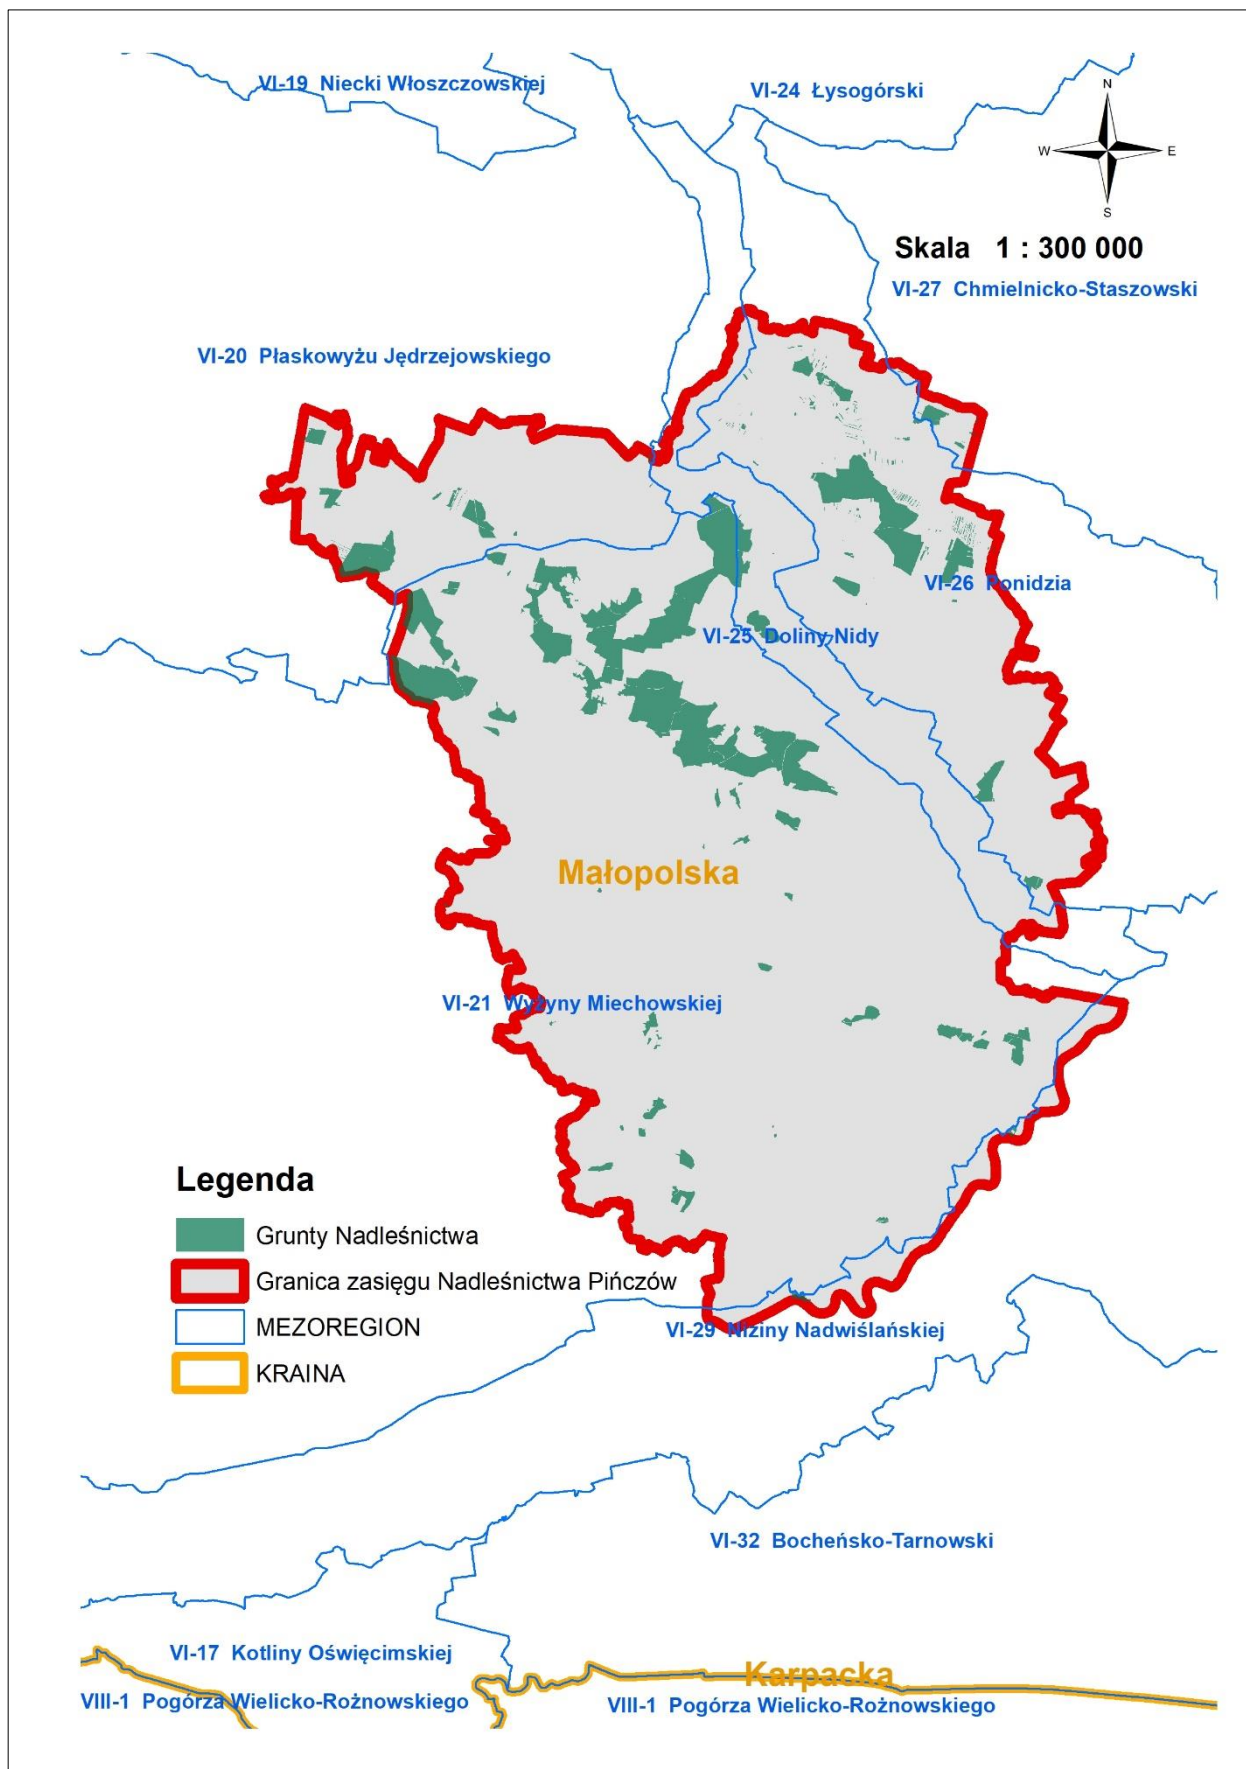 VI-19 Niecki Włoszczowskiej
VI-24 Łysogórski
N
W
E
S
Skala 1 : 300 000
VI-27 Chmielnicko-Staszowski
VI-20 Płaskowyżu Jędrzejowskiego
VI-26 Ponidzia
VI-25 Doliny Nidy
Małopolska
VI-21 Wyżyny Miechowskiej
Legenda
Grunty Nadleśnictwa
Granica zasięgu Nadleśnictwa Pińczów
MEZOREGION
KRAINA
VI-29 Niziny Nadwiślańskiej
VI-32 Bocheńsko-Tarnowski
VI-17 Kotliny Oświęcimskiej
Karpacka
VIII-1 Pogórza Wielicko-Rożnowskiego
VIII-1 Pogórza Wielicko-Rożnowskiego